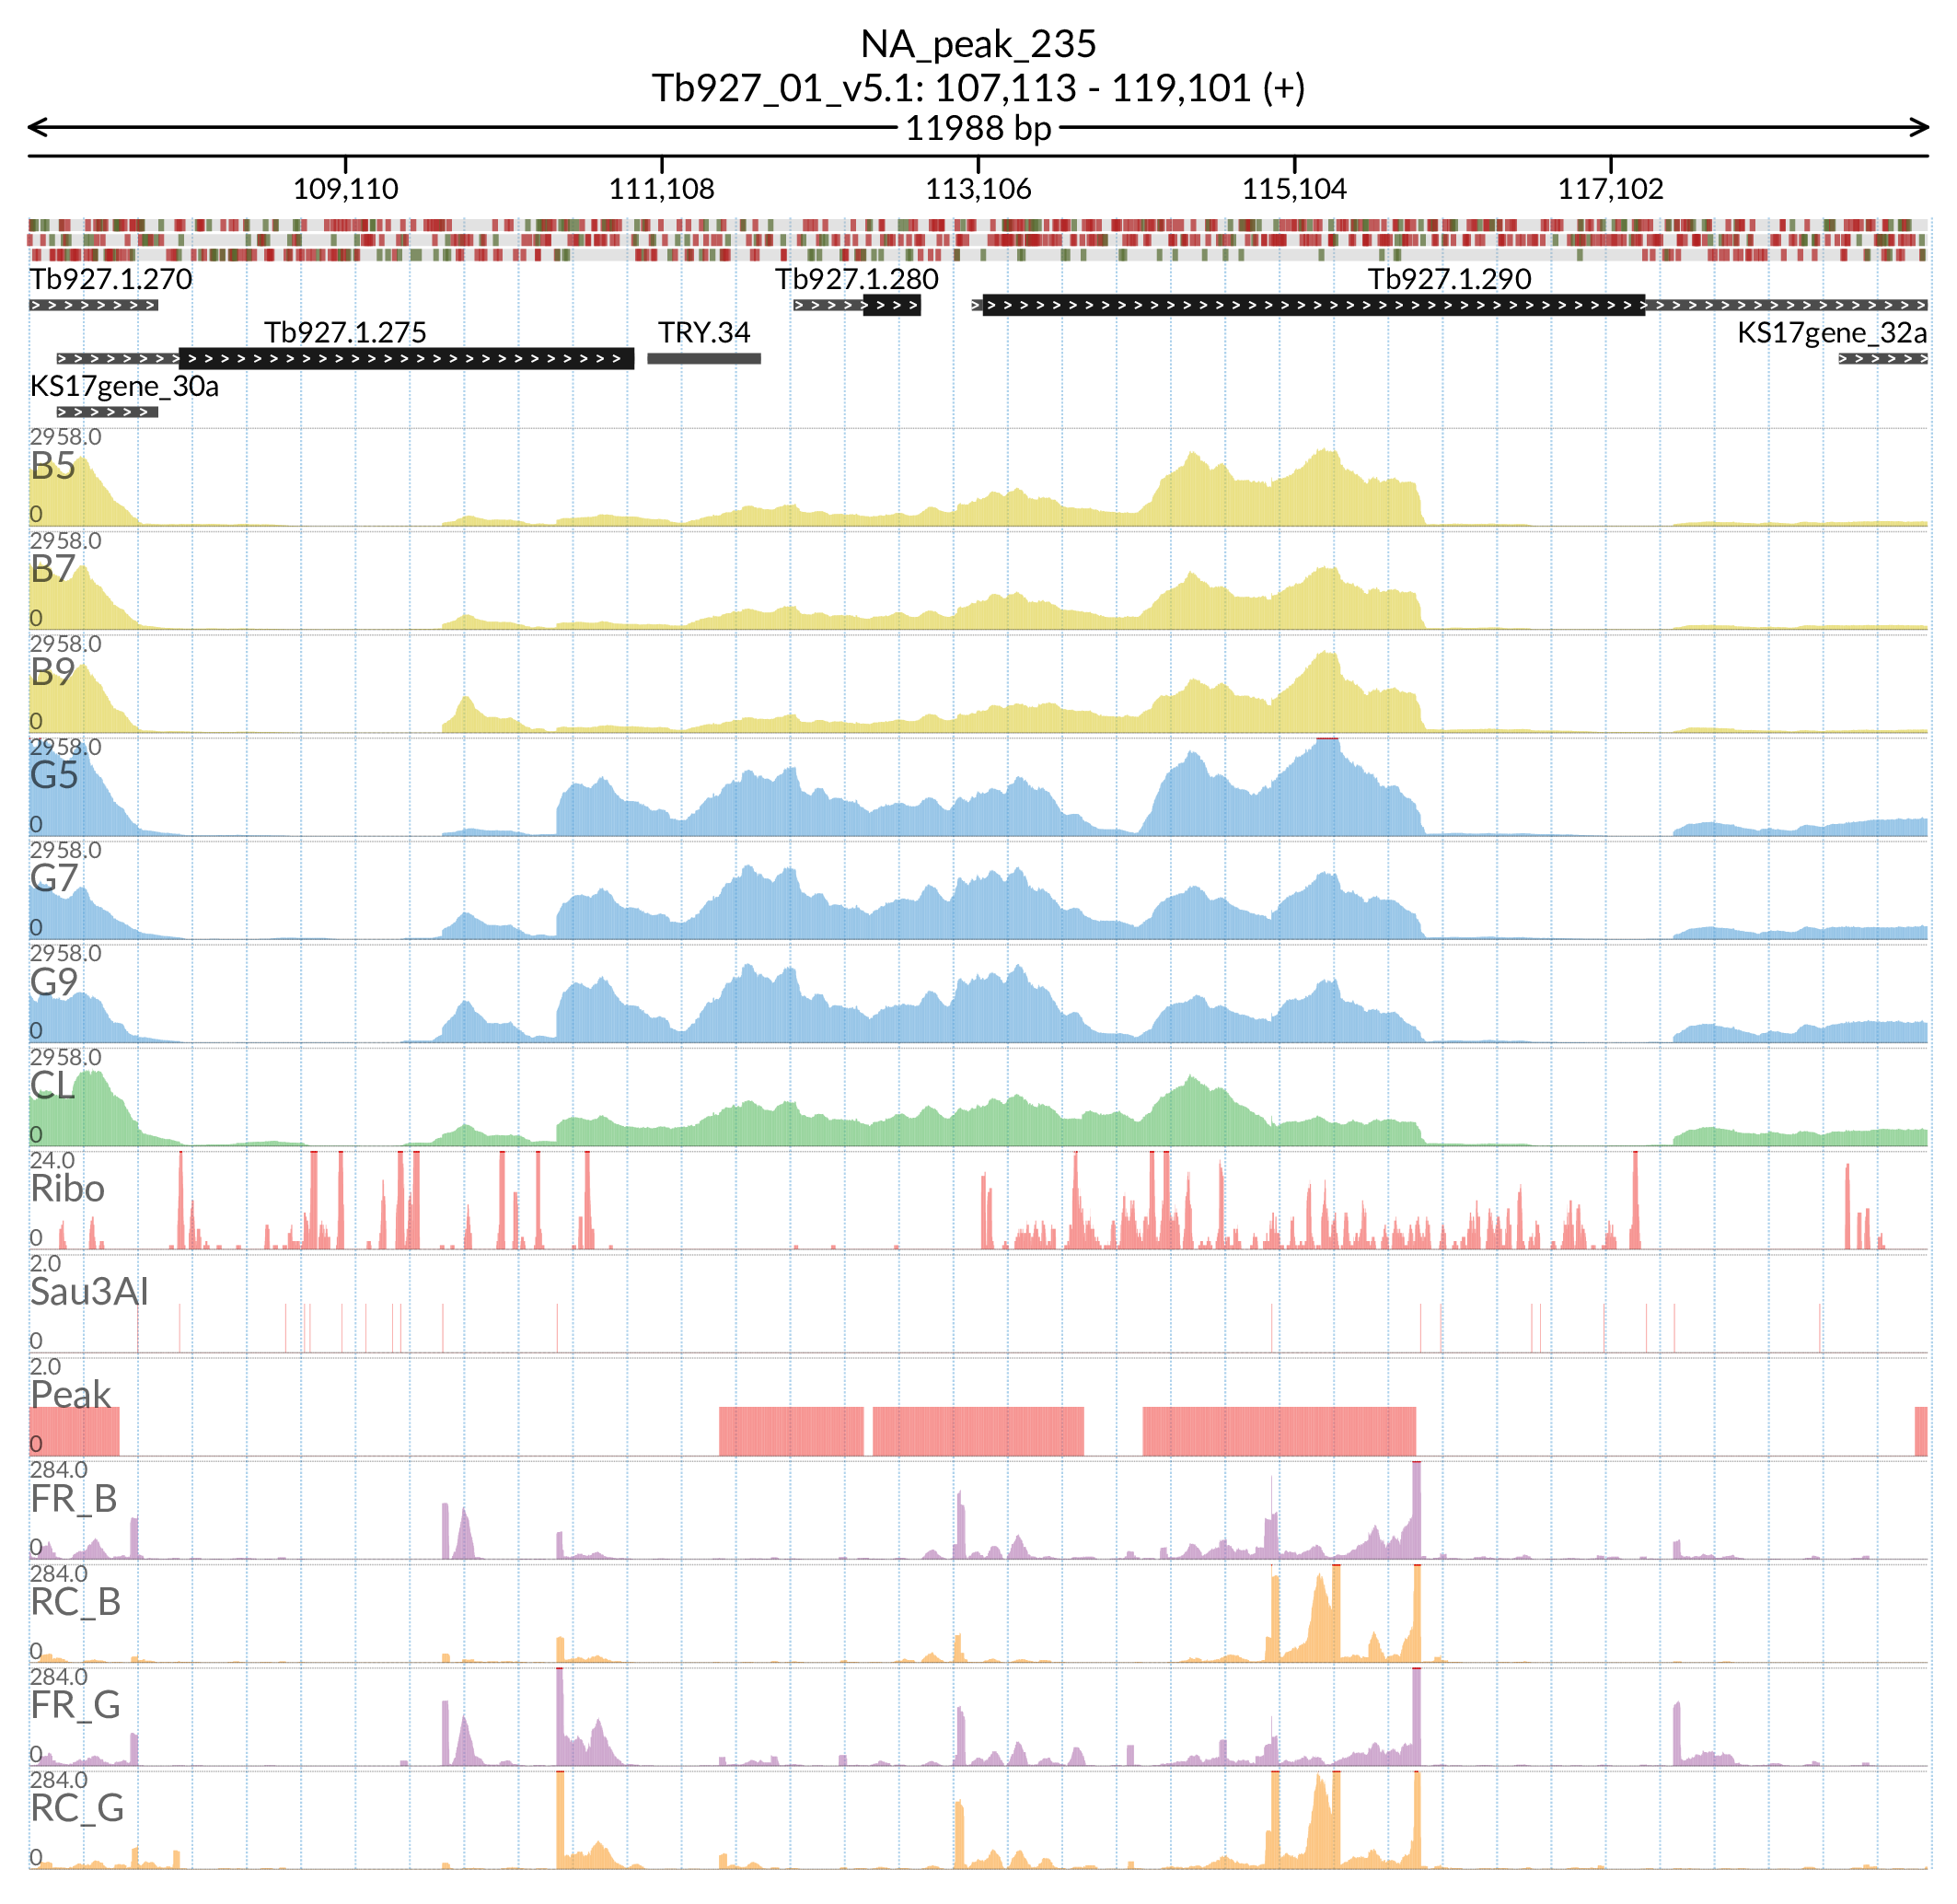 NA_peak_235
Tb927_01_v5.1: 107,113 - 119,101 (+)
11988 bp
109,110 111,108 113,106 115,104 117,102
Tb927.1.270 Tb927.1.280 Tb927.1.290
Tb927.1.275 TRY.34 KS17gene_32a
KS17gene_30a
2958.0
B5
0
2958.0
B7
0
2958.0
B9
0
2958.0
G5
0
2958.0
G7
0
2958.0
G9
0
2958.0
CL
0
24.0
Ribo
0
2.0
Sau3AI
0
2.0
Peak
0
284.0
FR_B
0
284.0
RC_B
0
284.0
FR_G
0
284.0
RC_G
0